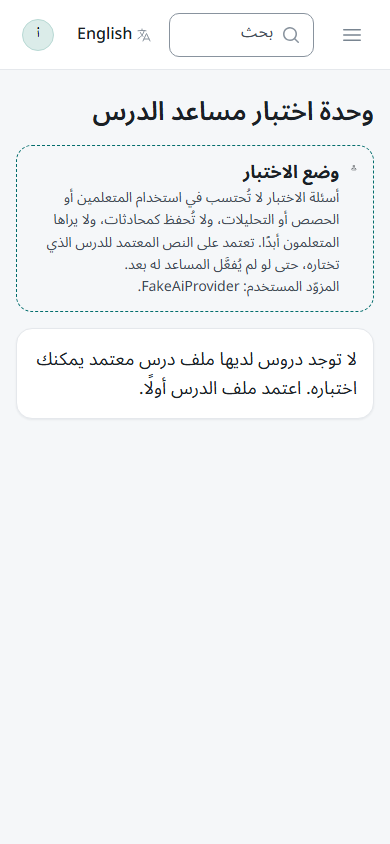 بحث
English
أ
وحدة اختبار مساعد الدرس
وضع الاختبار
أسئلة الاختبار لا تُحتسب في استخدام المتعلمين أو
الحصص أو التحليلات، ولا تُحفظ كمحادثات، ولا يراها
المتعلمون أبدًا. تعتمد على النص المعتمد للدرس الذي
تختاره، حتى لو لم يُفعَّل المساعد له بعد.
المزوّد المستخدم: FakeAiProvider.
لا توجد دروس لديها ملف درس معتمد يمكنك
اختباره. اعتمد ملف الدرس أولًا.